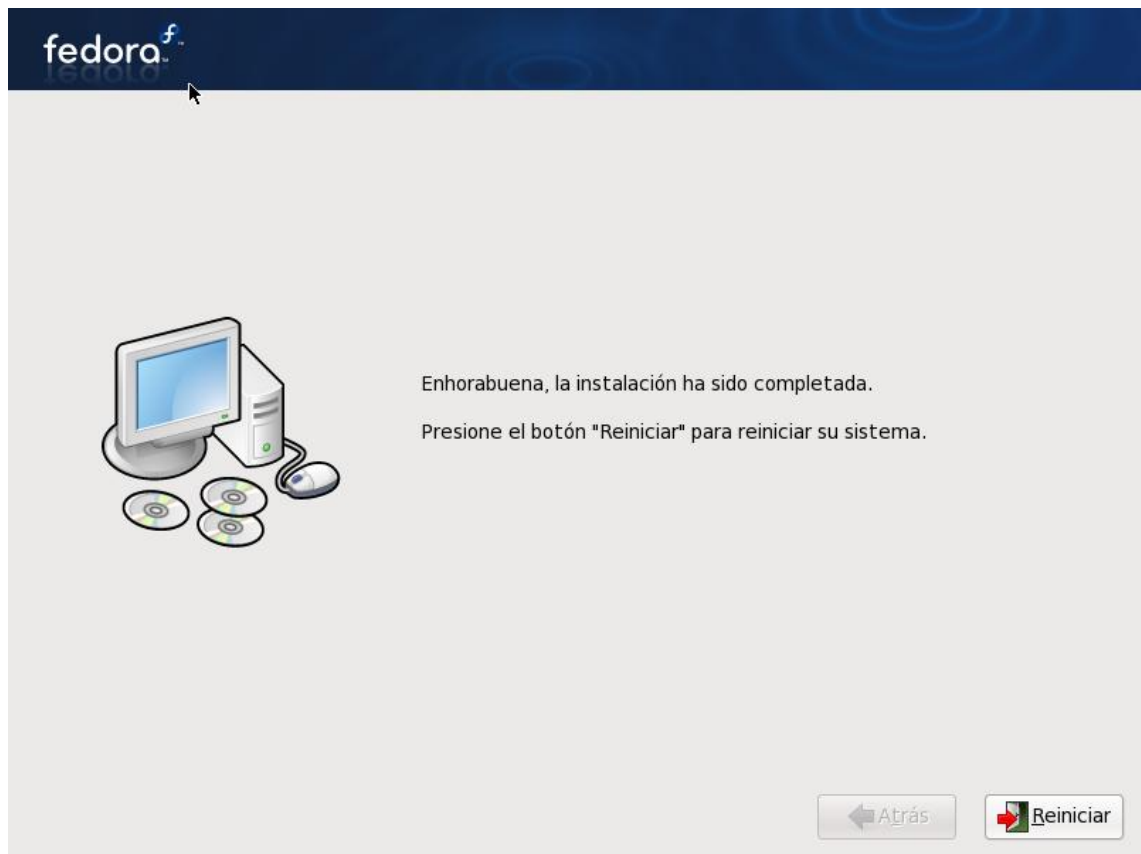 fedora
Enhorabuena, la instalación ha sido completada.
Presione el botón "Reiniciar" para reiniciar su sistema.
Atrás
Reiniciar